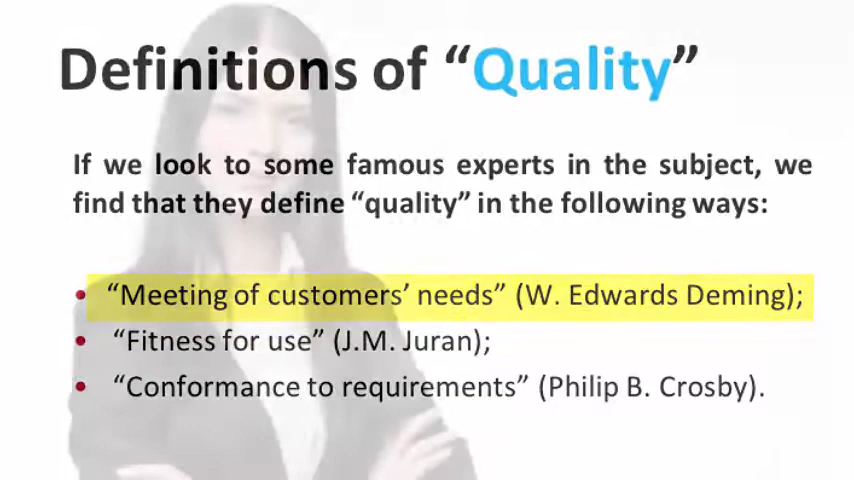 Definitions of “Quality”
If we look to some famous experts in the subject, we
find that they define “quality” in the following ways:
• “Meeting of customers’ needs” (W. Edwards Deming);
• “Fitness for use” (J.M. Juran);
• “Conformance to requirements” (Philip B. Crosby).